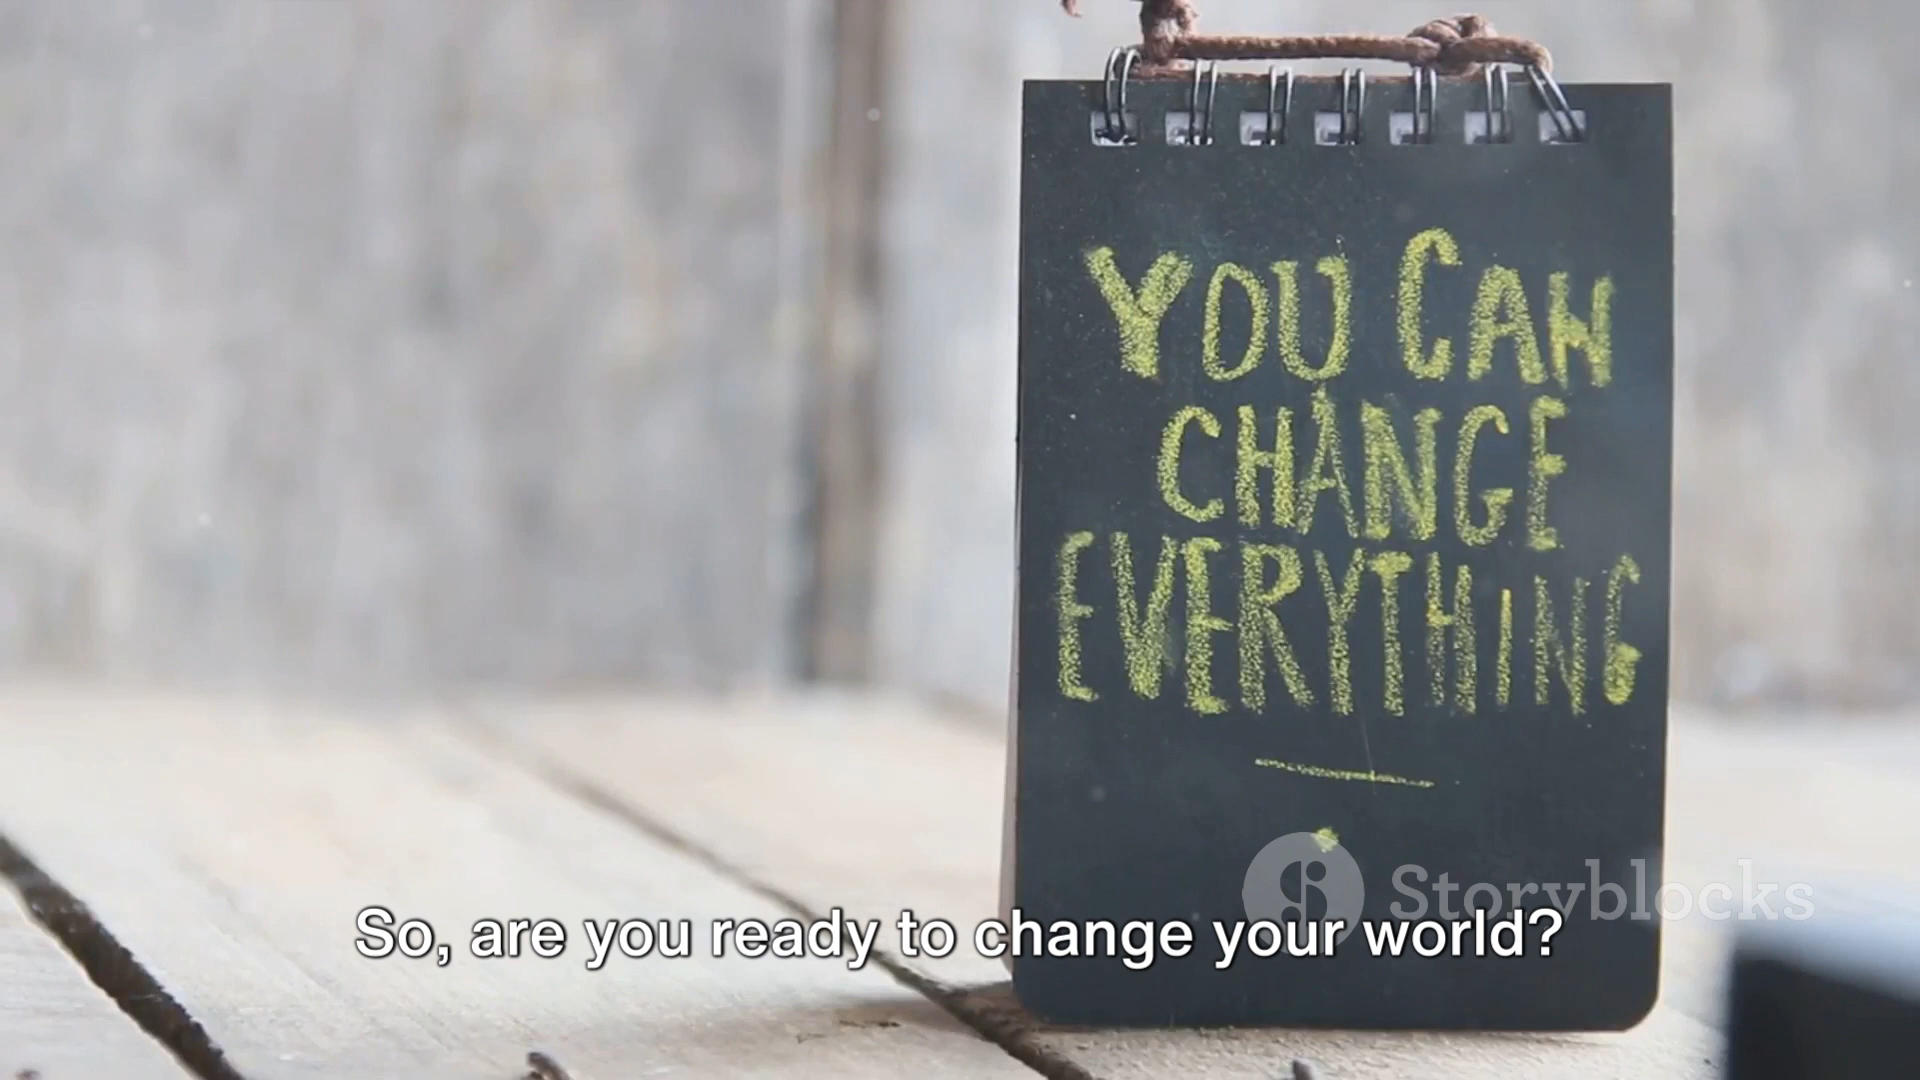 YOU CAN
CHANGE
EVERYTHING
Storyblocks
So, are you ready to change your world?